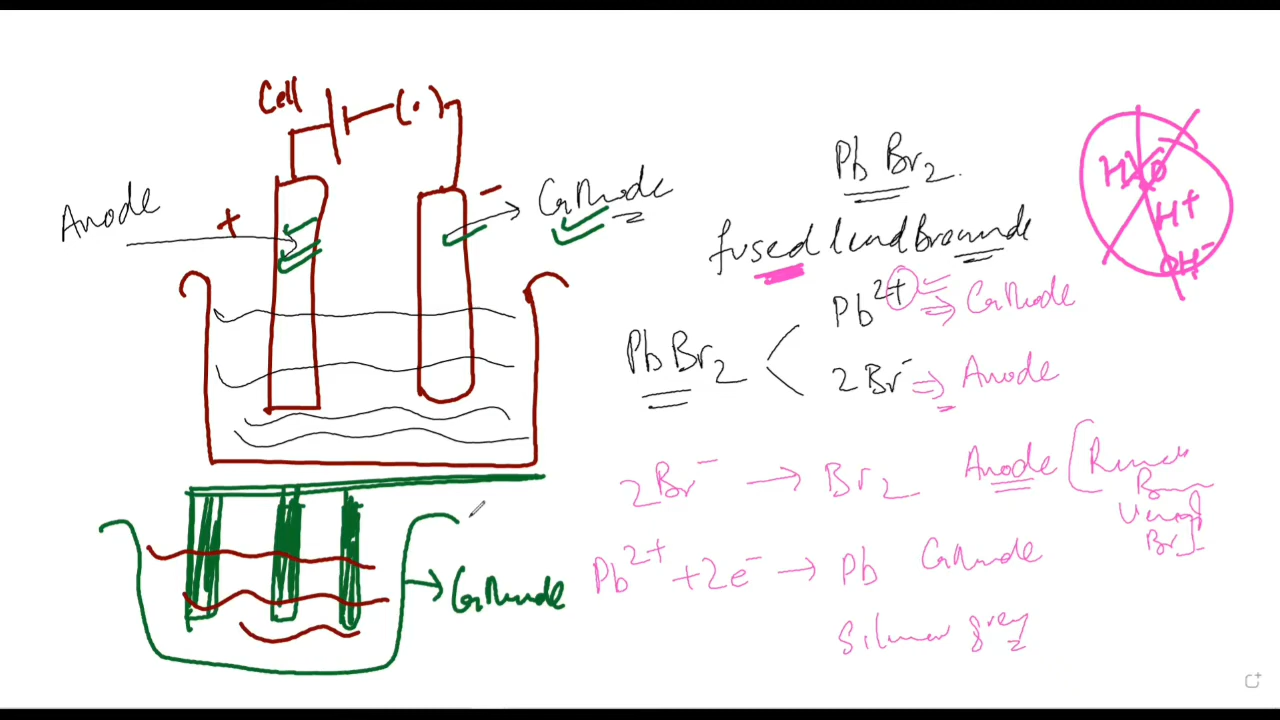 Cell
(.)
Anode
+
-
Cathode
PbBr2
H2O
H+
OH-
fused lead Bromide
Pb2+ ⇒ Cathode
PbBr2
2Br- ⇒ Anode
2Br- → Br2 Anode
Br
Pb2+ + 2e- → Pb Cathode
grey
Cathode